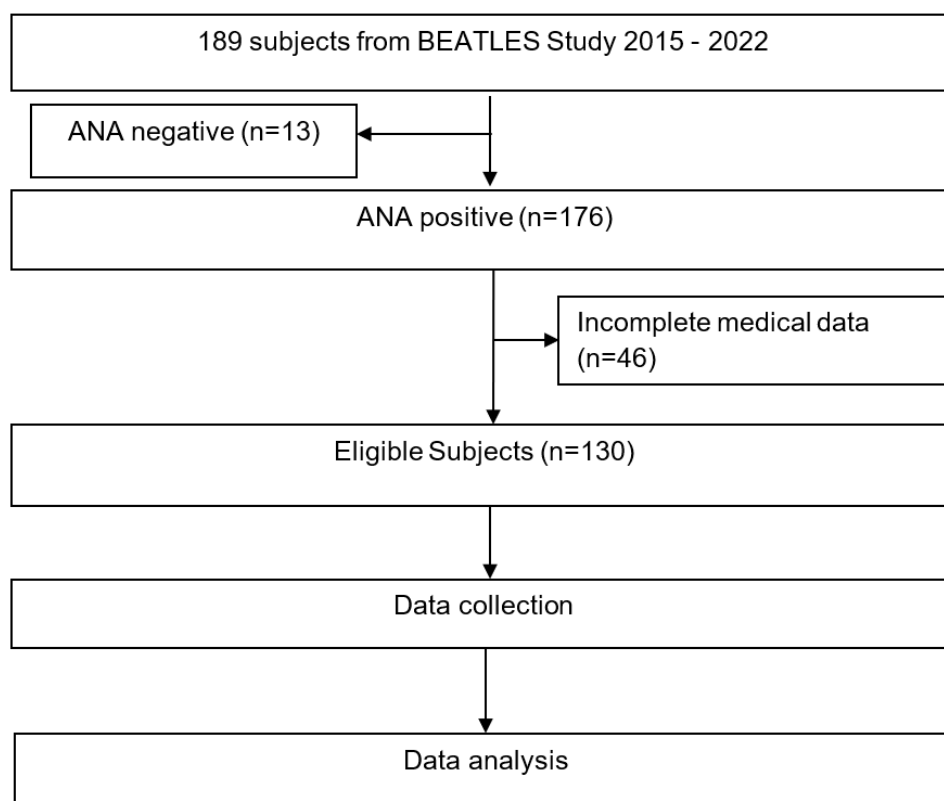 189 subjects from BEATLES Study 2015 - 2022
ANA negative (n=13)
ANA positive (n=176)
Incomplete medical data
(n=46)
Eligible Subjects (n=130)
Data collection
Data analysis